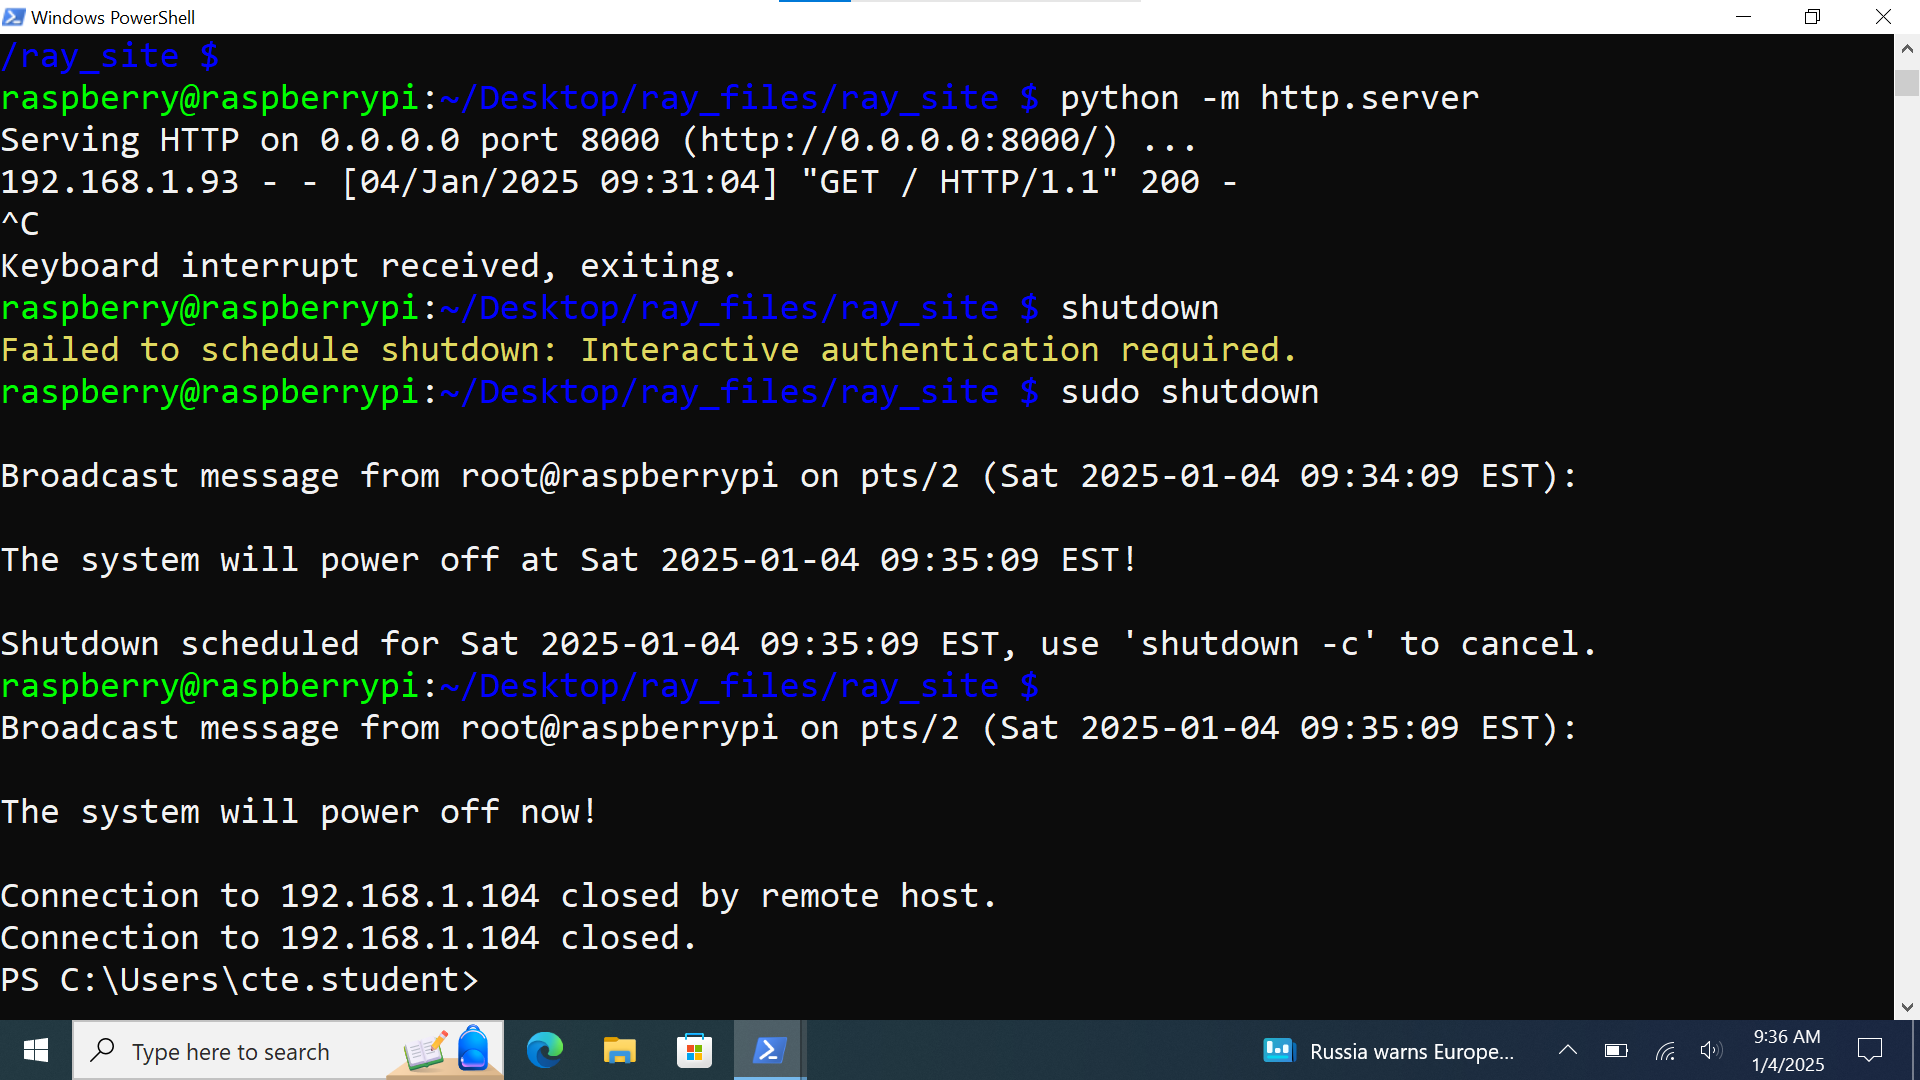 Windows PowerShell
/ray_site $
raspberry@raspberrypi:~/Desktop/ray_files/ray_site $ python -m http.server
Serving HTTP on 0.0.0.0 port 8000 (http://0.0.0.0:8000/) ...
192.168.1.93 - - [04/Jan/2025 09:31:04] "GET / HTTP/1.1" 200 -
^C
Keyboard interrupt received, exiting.
raspberry@raspberrypi:~/Desktop/ray_files/ray_site $ shutdown
Failed to schedule shutdown: Interactive authentication required.
raspberry@raspberrypi:~/Desktop/ray_files/ray_site $ sudo shutdown
Broadcast message from root@raspberrypi on pts/2 (Sat 2025-01-04 09:34:09 EST):
The system will power off at Sat 2025-01-04 09:35:09 EST!
Shutdown scheduled for Sat 2025-01-04 09:35:09 EST, use 'shutdown -c' to cancel.
raspberry@raspberrypi:~/Desktop/ray_files/ray_site $
Broadcast message from root@raspberrypi on pts/2 (Sat 2025-01-04 09:35:09 EST):
The system will power off now!
Connection to 192.168.1.104 closed by remote host.
Connection to 192.168.1.104 closed.
PS C:\Users\cte.student>
Type here to search
Russia warns Europe...
9:36 AM
1/4/2025